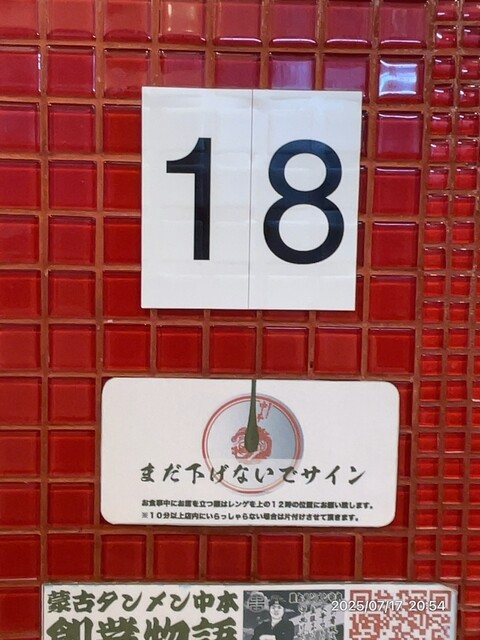 18
まだ下げないでサイン
お食事中にお席を立つ際はレンゲを上の12時の位置にお願い致します。
※10分以上店内にいらっしゃらない場合は片付けさせて頂きます。
蒙古タンメン中本
創業物語
2025/07/17 20:54